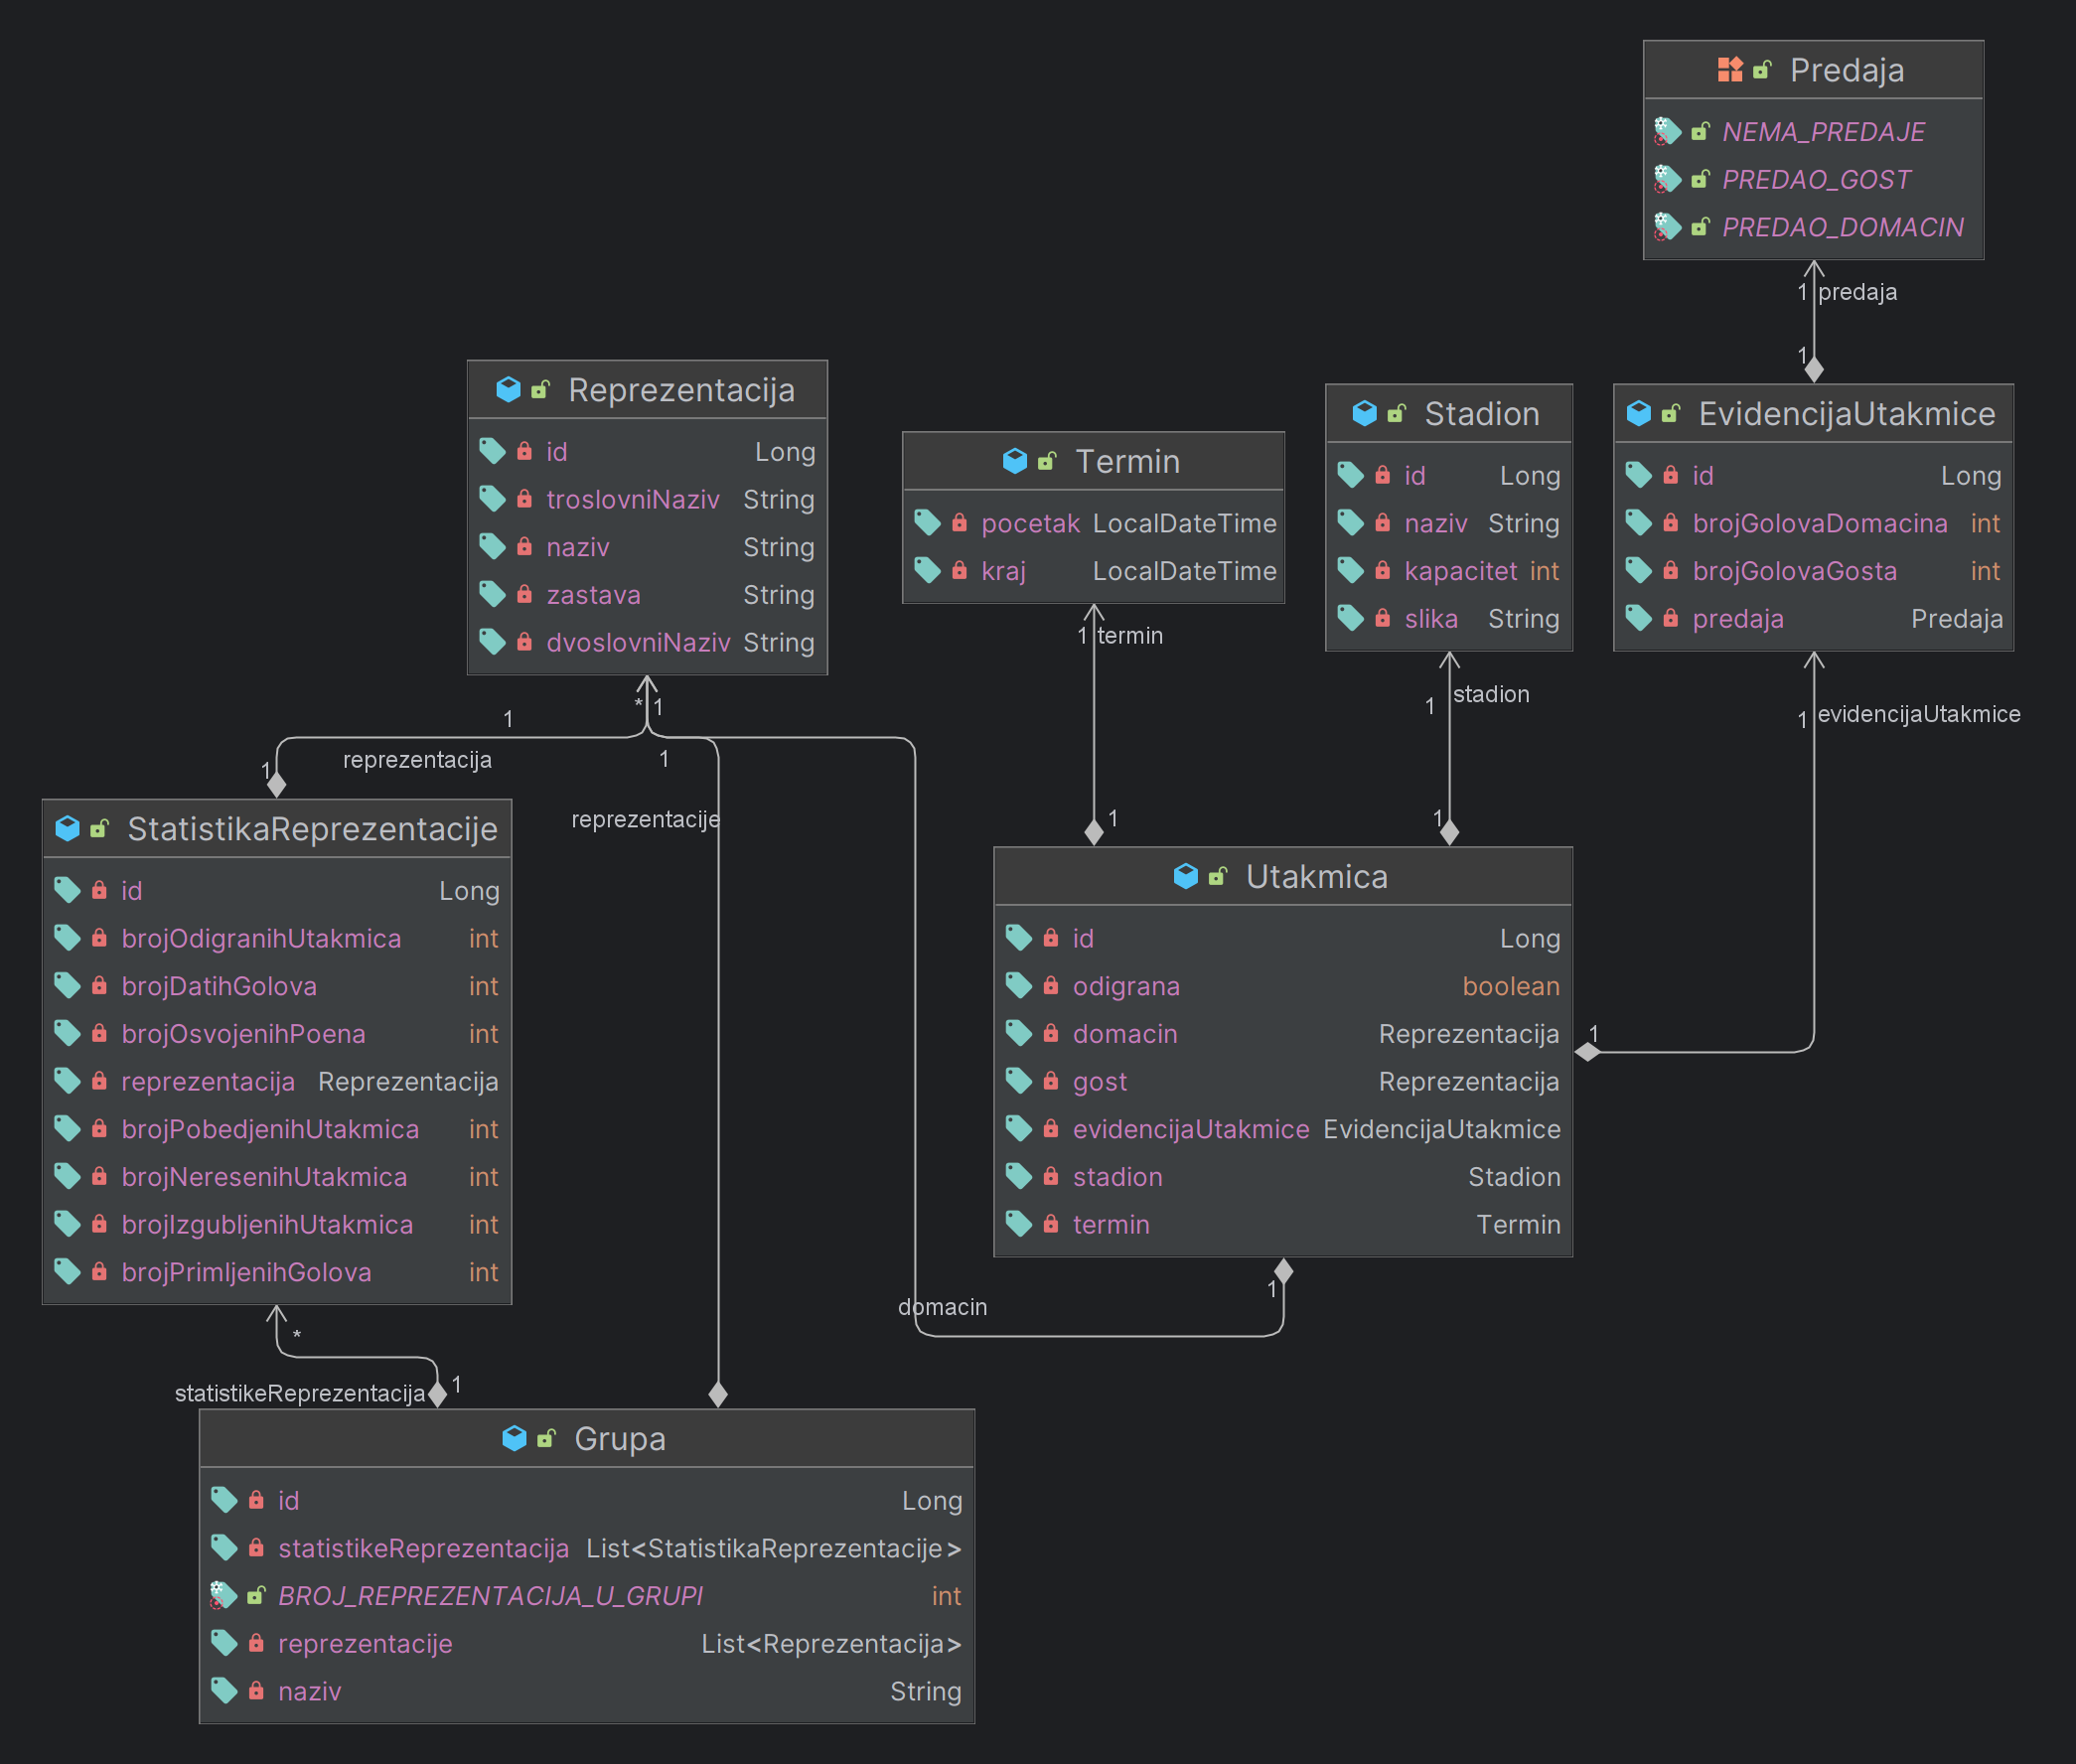 Predaja
NEMA_PREDAJE
PREDAO_GOST
PREDAO_DOMACIN
1 predaja
1
Reprezentacija
id Long
troslovniNaziv String
naziv String
zastava String
dvoslovniNaziv String
Termin
pocetak LocalDateTime
kraj LocalDateTime
Stadion
id Long
naziv String
kapacitet int
slika String
EvidencijaUtakmice
id Long
brojGolovaDomacina int
brojGolovaGosta int
predaja Predaja
1 termin
1 stadion
1 evidencijaUtakmice
* 1
1
reprezentacija
1
1
reprezentacije
1
1
StatistikaReprezentacije
id Long
brojOdigranihUtakmica int
brojDatihGolova int
brojOsvojenihPoena int
reprezentacija Reprezentacija
brojPobedjenihUtakmica int
brojNeresenihUtakmica int
brojIzgubljenihUtakmica int
brojPrimljenihGolova int
Utakmica
id Long
odigrana boolean
domacin Reprezentacija
gost Reprezentacija
evidencijaUtakmice EvidencijaUtakmice
stadion Stadion
termin Termin
1
1
domacin
*
statistikeReprezentacija 1
Grupa
id Long
statistikeReprezentacija List<StatistikaReprezentacije>
BROJ_REPREZENTACIJA_U_GRUPI int
reprezentacije List<Reprezentacija>
naziv String